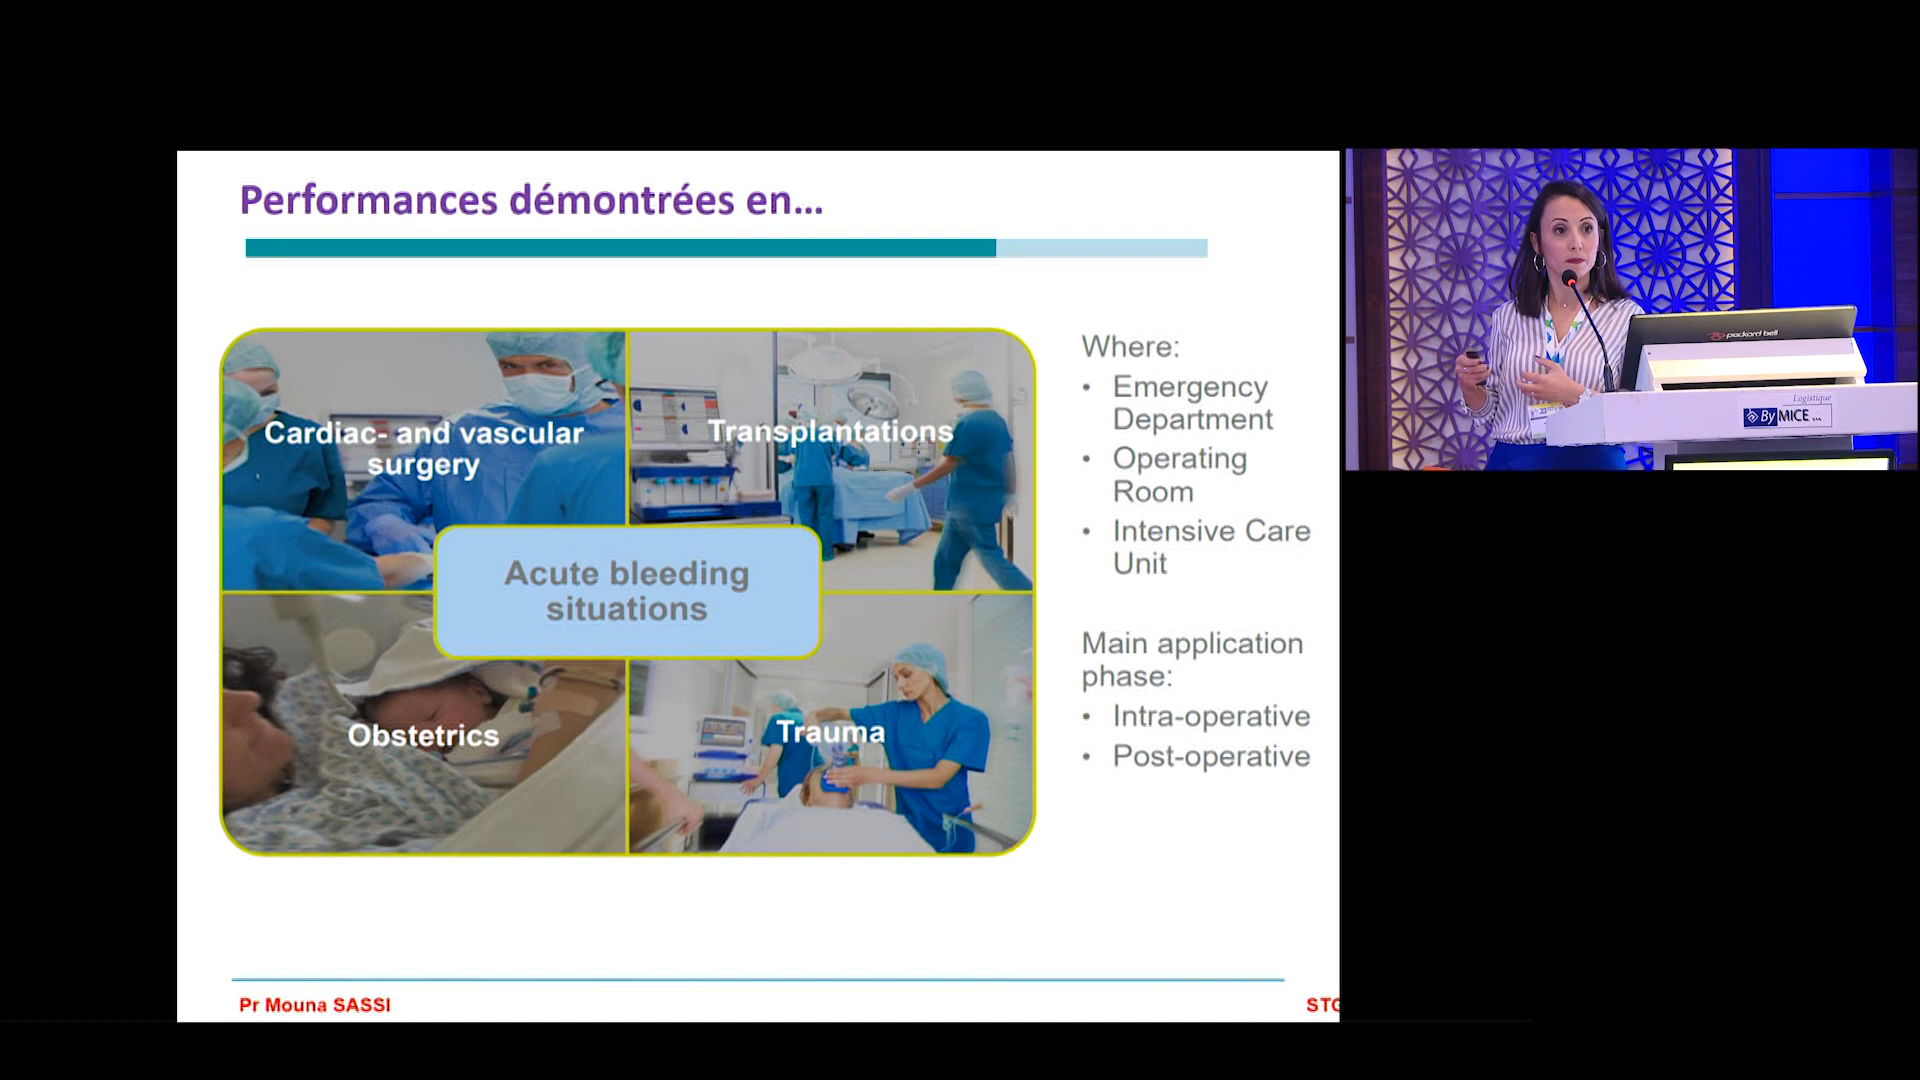 Performances démontrées en...
Cardiac- and vascular
surgery
Transplantations
Acute bleeding
situations
Obstetrics
Trauma
Where:
• Emergency
Department
• Operating
Room
• Intensive Care
Unit
Main application
phase:
• Intra-operative
• Post-operative
Pr Mouna SASSI
packard bell
Logistique
By MICE ...